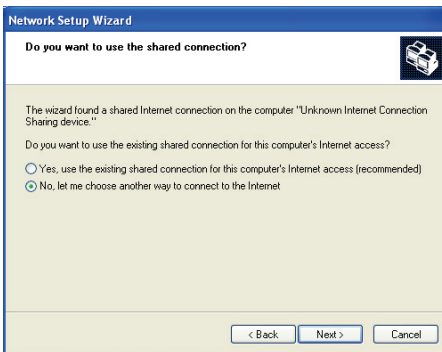 Network Setup Wizard
Do you want to use the shared connection?
The wizard found a shared Internet connection on the computer "Unknown Internet Connection
Sharing device."
Do you want to use the existing shared connection for this computer's Internet access?
Yes, use the existing shared connection for this computer's Internet access (recommended)
No, let me choose another way to connect to the Internet
< Back
Next >
Cancel